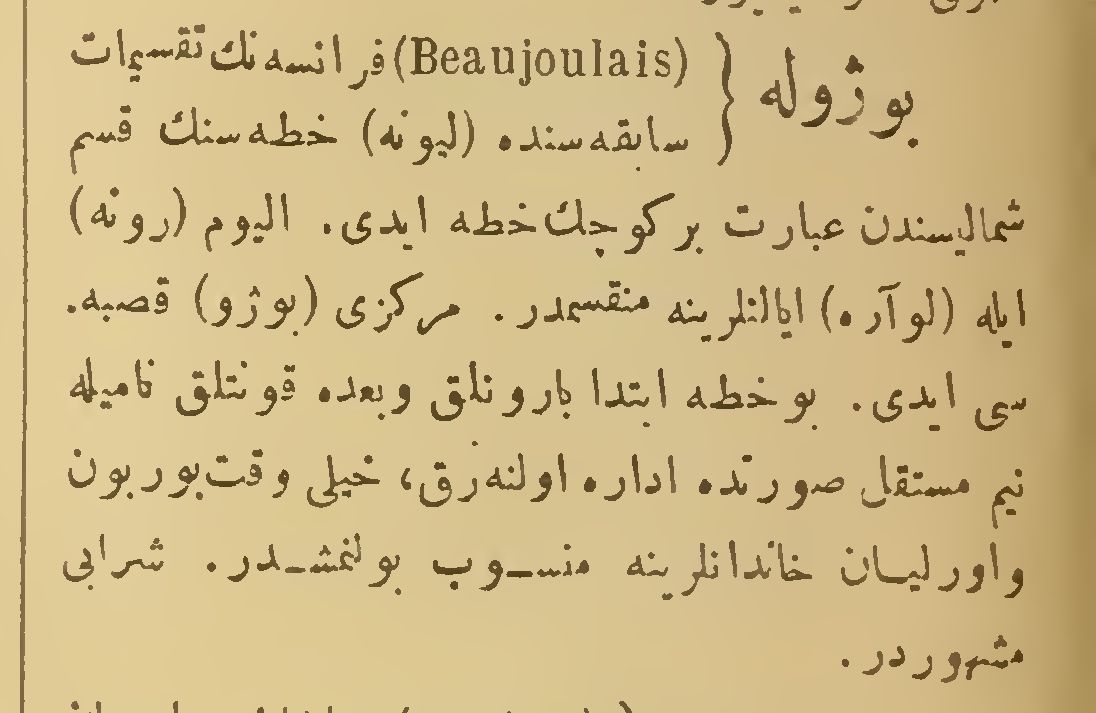 بوژوله } (Beaujoulais) فرانسه نك تقسيمات
سابقه سنده (ليونه) خطه سنك قسم
شماليسندن عبارت بر كوچك خطه ايدى. اليوم (رونه)
ايله (لوآره) ايالتلرينه منقسمدر. مركزى (بوژو) قصبه.
سى ايدى. بو خطه ابتدا بارونلق وبعده قونتلق ناميله
نيم مستقل صورتده اداره اولنه رق، خيلى وقت بوربون
واورليان خاندانلرينه منسوب بولنمشدر. شرابى
مشهوردر.